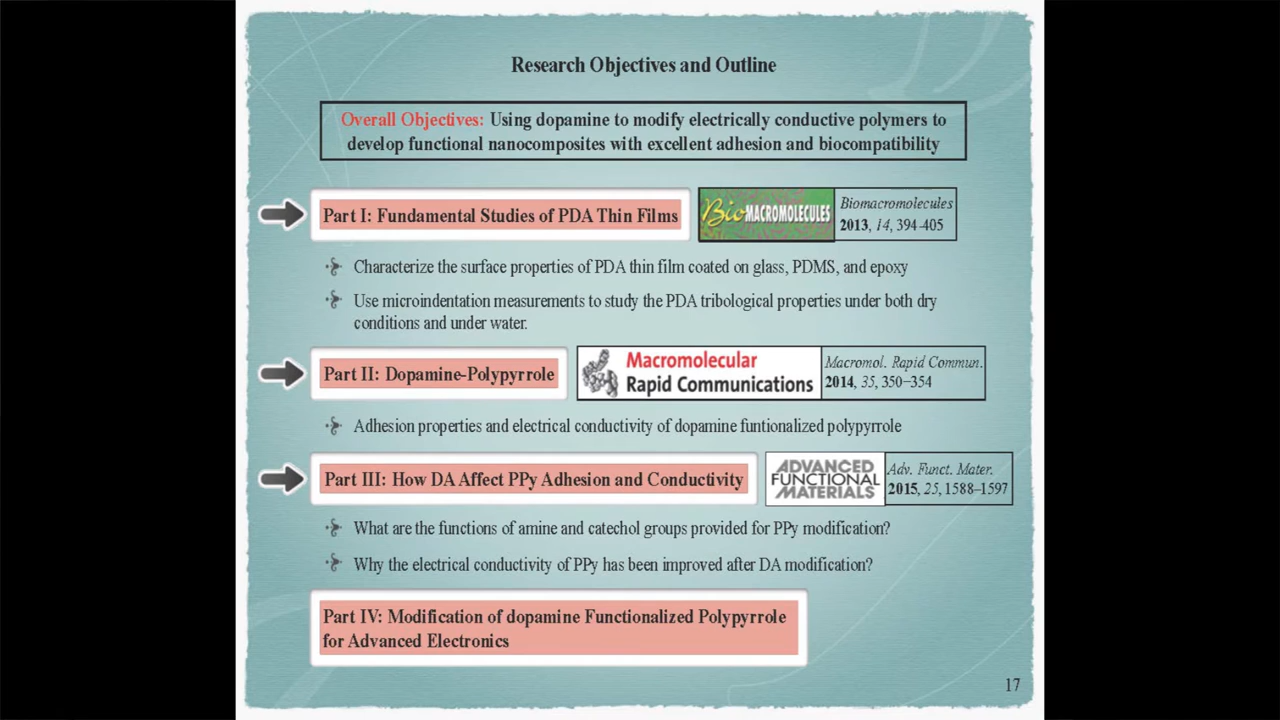 Research Objectives and Outline
Overall Objectives: Using dopamine to modify electrically conductive polymers to
develop functional nanocomposites with excellent adhesion and biocompatibility
Part I: Fundamental Studies of PDA Thin Films
BioMACROMOLECULES
Biomacromolecules
2013, 14, 394-405
Characterize the surface properties of PDA thin film coated on glass, PDMS, and epoxy
Use microindentation measurements to study the PDA tribological properties under both dry
conditions and under water.
Part II: Dopamine-Polypyrrole
Macromolecular
Rapid Communications
Macromol. Rapid Commun.
2014, 35, 350−354
Adhesion properties and electrical conductivity of dopamine funtionalized polypyrrole
Part III: How DA Affect PPy Adhesion and Conductivity
ADVANCED
FUNCTIONAL
MATERIALS
Adv. Funct. Mater.
2015, 25, 1588–1597
What are the functions of amine and catechol groups provided for PPy modification?
Why the electrical conductivity of PPy has been improved after DA modification?
Part IV: Modification of dopamine Functionalized Polypyrrole
for Advanced Electronics
17